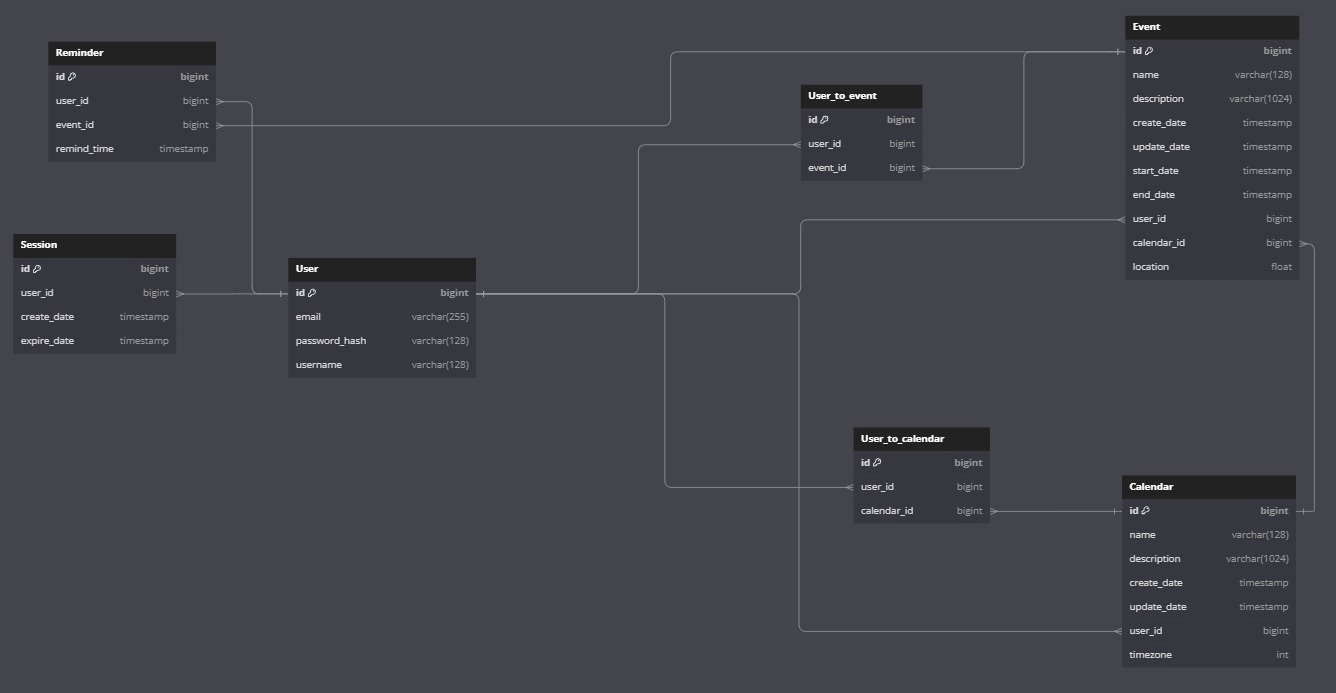 Reminder
id bigint
user_id bigint
event_id bigint
remind_time timestamp
Session
id bigint
user_id bigint
create_date timestamp
expire_date timestamp
User
id bigint
email varchar(255)
password_hash varchar(128)
username varchar(128)
User_to_event
id bigint
user_id bigint
event_id bigint
Event
id bigint
name varchar(128)
description varchar(1024)
create_date timestamp
update_date timestamp
start_date timestamp
end_date timestamp
user_id bigint
calendar_id bigint
location float
User_to_calendar
id bigint
user_id bigint
calendar_id bigint
Calendar
id bigint
name varchar(128)
description varchar(1024)
create_date timestamp
update_date timestamp
user_id bigint
timezone int